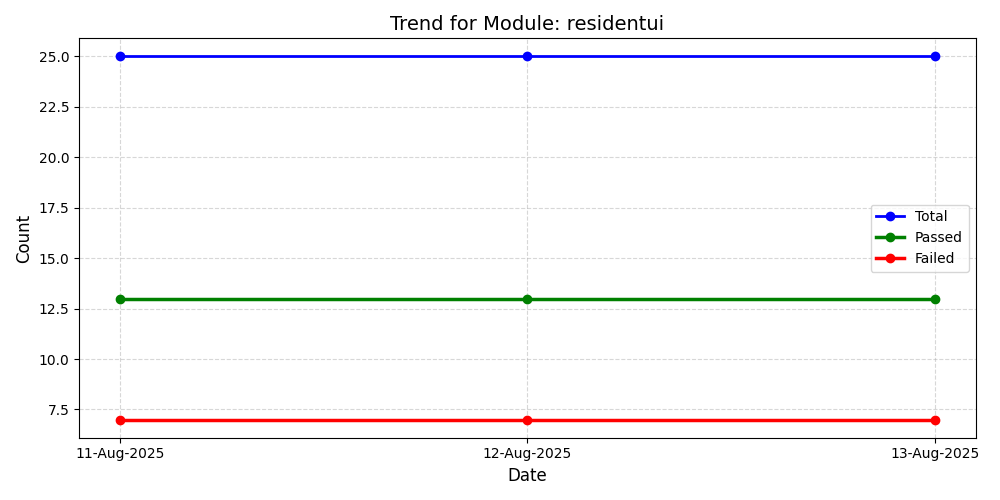 Trend for Module: residentui
Count
25.0
22.5
20.0
17.5
15.0
12.5
10.0
7.5
Total
Passed
Failed
11-Aug-2025 12-Aug-2025 13-Aug-2025
Date